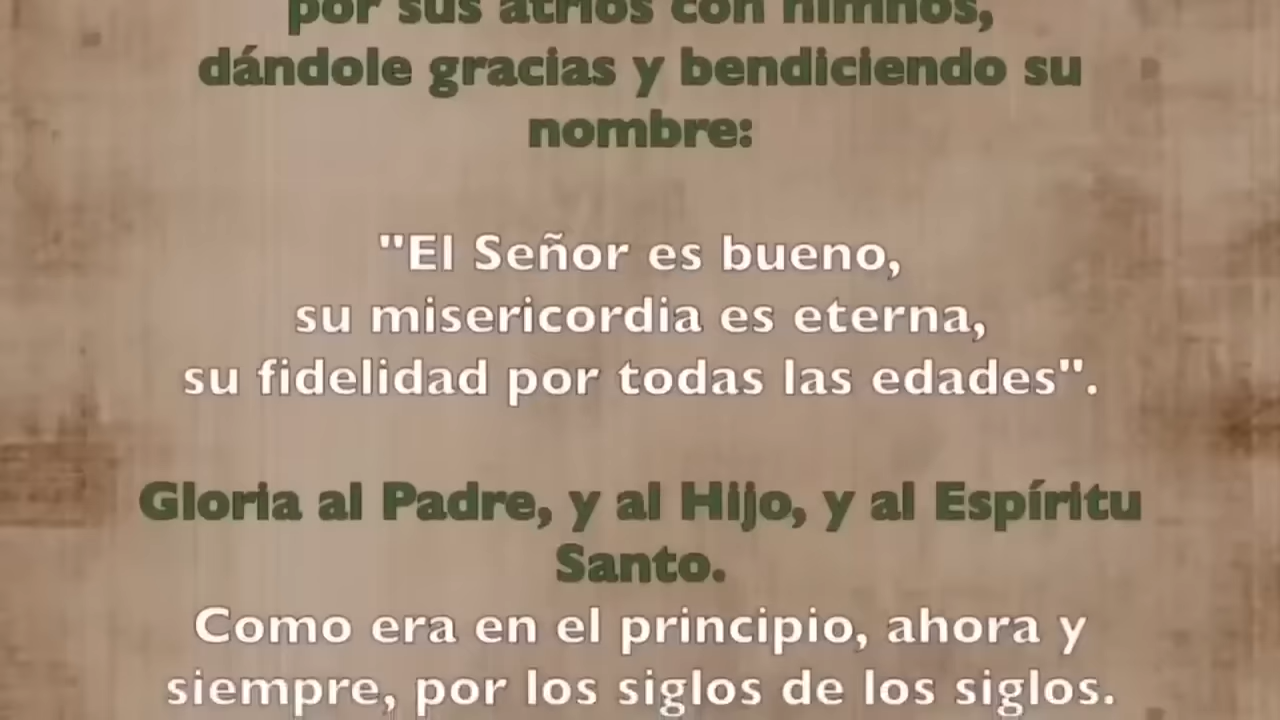 por sus atrios con himnos,
dándole gracias y bendiciendo su
nombre:
"El Señor es bueno,
su misericordia es eterna,
su fidelidad por todas las edades".
Gloria al Padre, y al Hijo, y al Espíritu
Santo.
Como era en el principio, ahora y
siempre, por los siglos de los siglos.